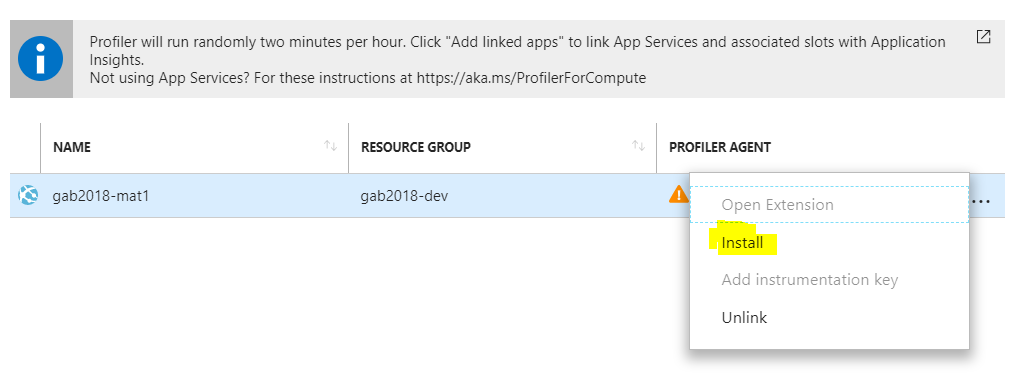 Profiler will run randomly two minutes per hour. Click "Add linked apps" to link App Services and associated slots with Application
Insights.
Not using App Services? For these instructions at https://aka.ms/ProfilerForCompute
NAME
RESOURCE GROUP
PROFILER AGENT
gab2018-mat1
gab2018-dev
...
Open Extension
Install
Add instrumentation key
Unlink